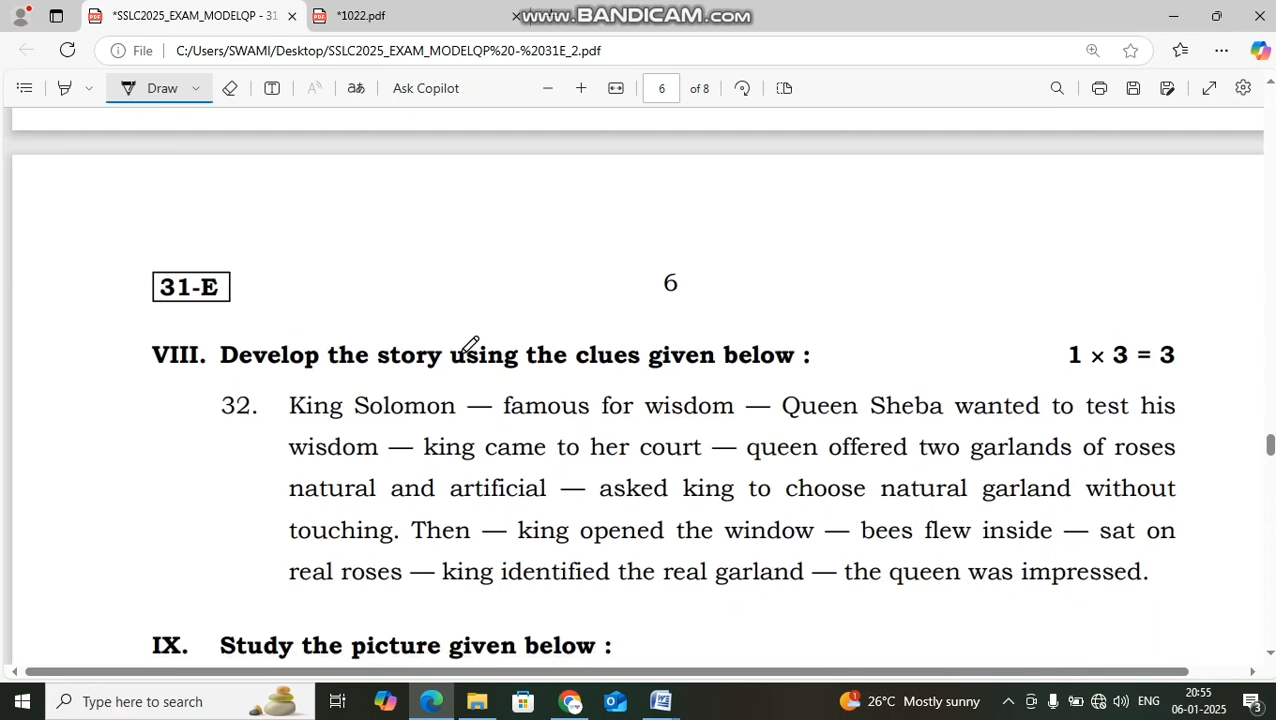 *SSLC2025_EXAM_MODELQP - 31
*1022.pdf
www.BANDICAM.com
File
C:/Users/SWAMI/Desktop/SSLC2025_EXAM_MODELQP%20-%2031E_2.pdf
Draw
aあ
Ask Copilot
6
of 8
31-E
6
VIII. Develop the story using the clues given below : 1 × 3 = 3
32. King Solomon — famous for wisdom — Queen Sheba wanted to test his
wisdom — king came to her court — queen offered two garlands of roses
natural and artificial — asked king to choose natural garland without
touching. Then — king opened the window — bees flew inside — sat on
real roses — king identified the real garland — the queen was impressed.
IX. Study the picture given below :
Type here to search
26°C Mostly sunny
ENG
20:55
06-01-2025